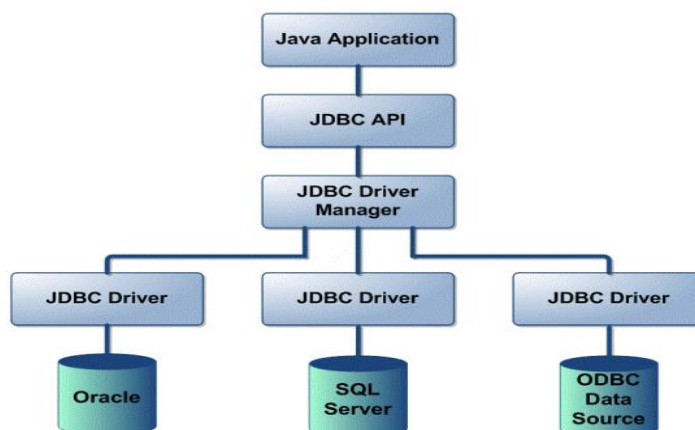 Java Application
JDBC API
JDBC Driver
Manager
JDBC Driver
JDBC Driver
JDBC Driver
Oracle
SQL
Server
ODBC
Data
Source